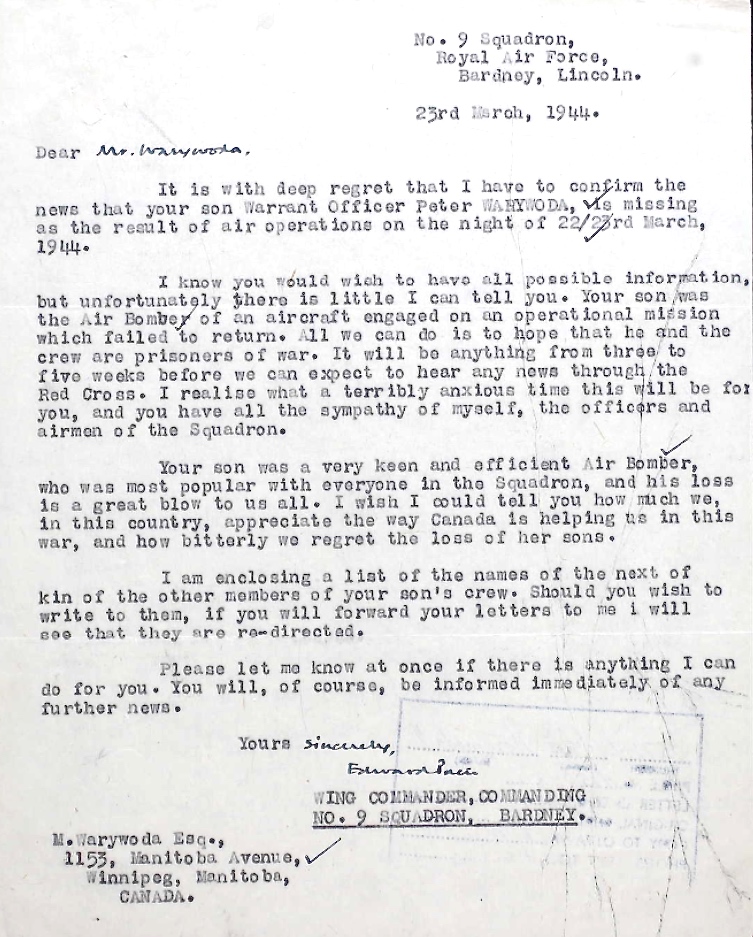 No. 9 Squadron,
Royal Air Force,
Bardney, Lincoln.
23rd March, 1944.
Dear Mr. Warywoda.
It is with deep regret that I have to confirm the
news that your son Warrant Officer Peter WARYWODA, is missing
as the result of air operations on the night of 22/23rd March,
1944.
I know you would wish to have all possible information,
but unfortunately there is little I can tell you. Your son was
the Air Bomber of an aircraft engaged on an operational mission
which failed to return. All we can do is to hope that he and the
crew are prisoners of war. It will be anything from three to
five weeks before we can expect to hear any news through the
Red Cross. I realise what a terribly anxious time this will be for
you, and you have all the sympathy of myself, the officers and
airmen of the Squadron.
Your son was a very keen and efficient Air Bomber,
who was most popular with everyone in the Squadron, and his loss
is a great blow to us all. I wish I could tell you how much we,
in this country, appreciate the way Canada is helping us in this
war, and how bitterly we regret the loss of her sons.
I am enclosing a list of the names of the next of
kin of the other members of your son's crew. Should you wish to
write to them, if you will forward your letters to me i will
see that they are re-directed.
Please let me know at once if there is anything I can
do for you. You will, of course, be informed immediately of any
further news.
Yours sincerely,
Edward
WING COMMANDER, COMMANDING
NO. 9 SQUADRON, BARDNEY.
M.Warywoda Esq.,
1153, Manitoba Avenue,
Winnipeg, Manitoba,
CANADA.